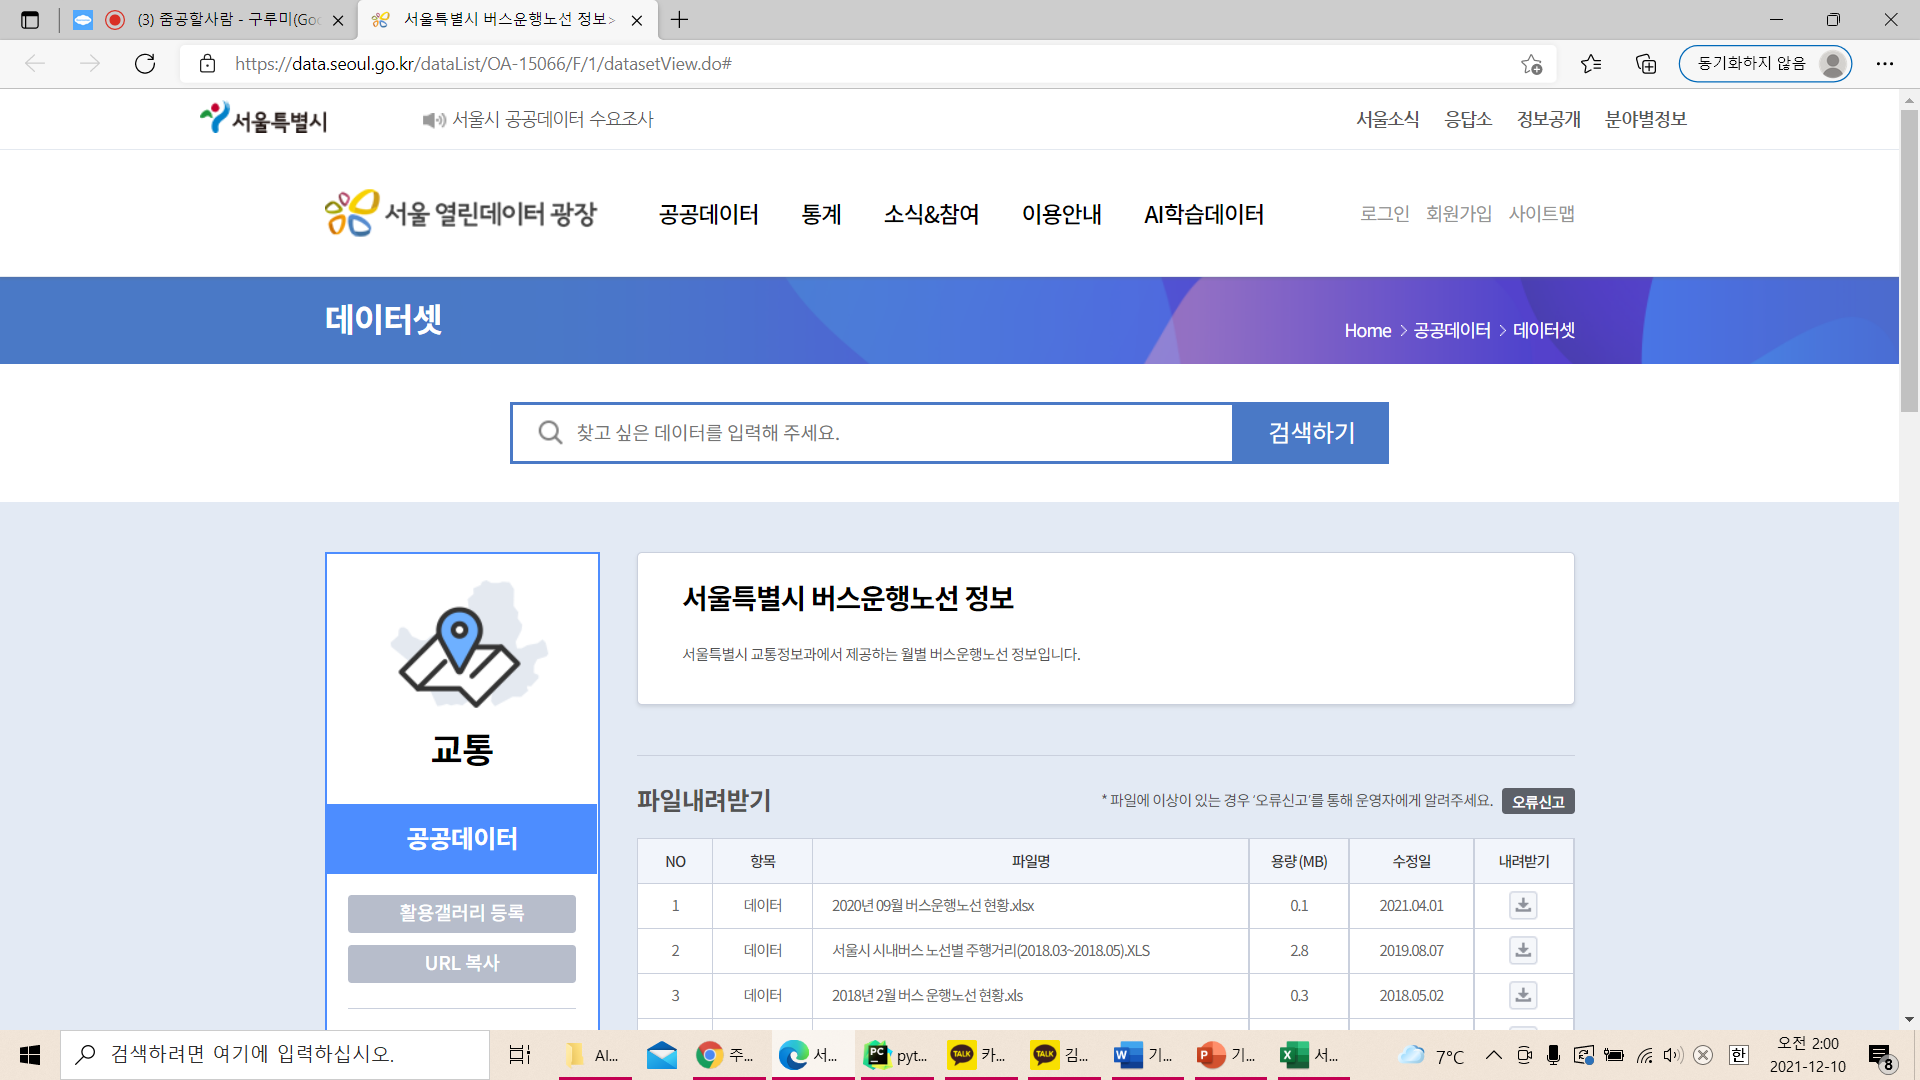 (3) 줌공할사람 - 구루미(Goo
서울특별시 버스운행노선 정보>
https://data.seoul.go.kr/dataList/OA-15066/F/1/datasetView.do#
동기화하지 않음
서울특별시
서울시 공공데이터 수요조사
서울소식 응답소 정보공개 분야별정보
서울 열린데이터 광장
공공데이터 통계 소식&참여 이용안내 AI학습데이터
로그인 회원가입 사이트맵
데이터셋
Home > 공공데이터 > 데이터셋
찾고 싶은 데이터를 입력해 주세요.
검색하기
교통
공공데이터
활용갤러리 등록
URL 복사
서울특별시 버스운행노선 정보
서울특별시 교통정보과에서 제공하는 월별 버스운행노선 정보입니다.
파일내려받기
* 파일에 이상이 있는 경우 '오류신고'를 통해 운영자에게 알려주세요.
오류신고
NO 항목 파일명 용량 (MB) 수정일 내려받기
1 데이터 2020년 09월 버스운행노선 현황.xlsx 0.1 2021.04.01
2 데이터 서울시 시내버스 노선별 주행거리(2018.03~2018.05).XLS 2.8 2019.08.07
3 데이터 2018년 2월 버스 운행노선 현황.xls 0.3 2018.05.02
검색하려면 여기에 입력하십시오.
AI...
주...
서...
PC
pyt...
TALK
카...
TALK
김...
W
기...
P
기...
X
서...
7°C
한
오전 2:00
2021-12-10
8